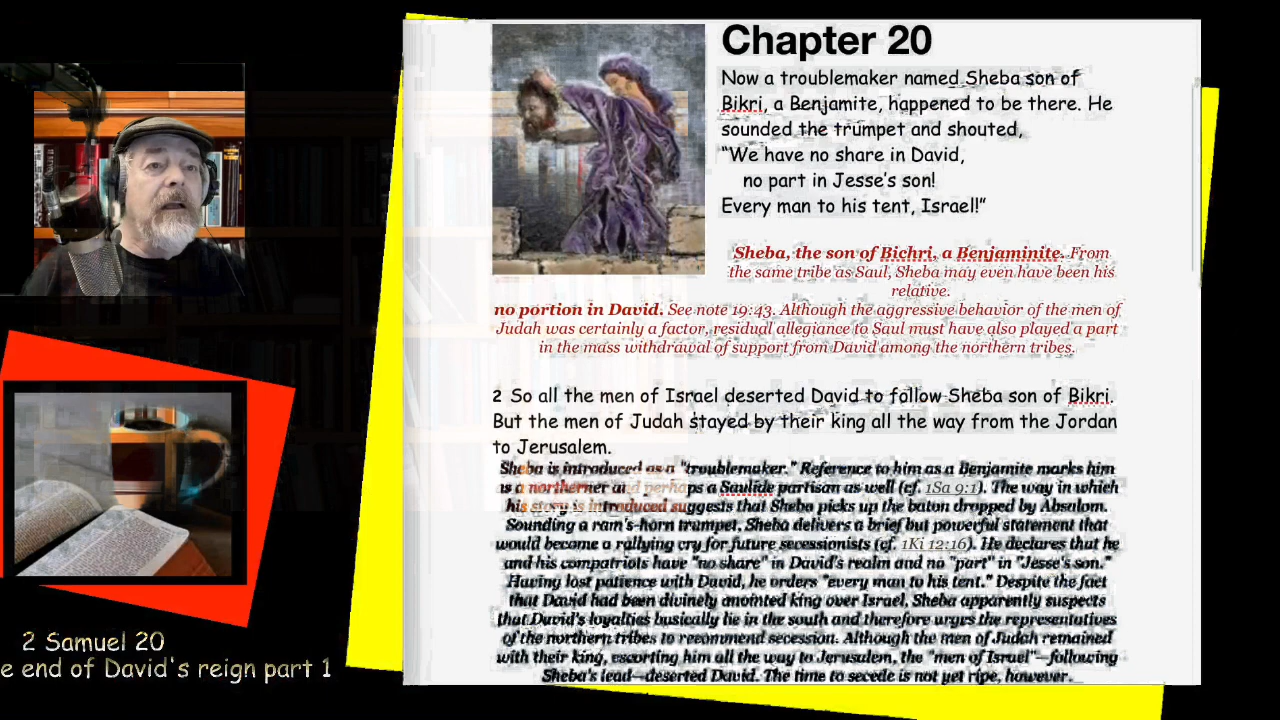 Chapter 20
Now a troublemaker named Sheba son of
Bikri, a Benjamite, happened to be there. He
sounded the trumpet and shouted,
“We have no share in David,
no part in Jesse’s son!
Every man to his tent, Israel!”
Sheba, the son of Bichri, a Benjaminite. From
the same tribe as Saul, Sheba may even have been his
relative.
no portion in David. See note 19:43. Although the aggressive behavior of the men of
Judah was certainly a factor, residual allegiance to Saul must have also played a part
in the mass withdrawal of support from David among the northern tribes.
2 So all the men of Israel deserted David to follow Sheba son of Bikri.
But the men of Judah stayed by their king all the way from the Jordan
to Jerusalem.
Sheba is introduced as a "troublemaker." Reference to him as a Benjamite marks him
as a northerner and perhaps a Saulide partisan as well (cf. 1Sa 9:1). The way in which
his story is introduced suggests that Sheba picks up the baton dropped by Absalom.
Sounding a ram's-horn trumpet, Sheba delivers a brief but powerful statement that
would become a rallying cry for future secessionists (cf. 1Ki 12:16). He declares that he
and his compatriots have "no share" in David's realm and no "part" in "Jesse's son."
Having lost patience with David, he orders "every man to his tent." Despite the fact
that David had been divinely anointed king over Israel, Sheba apparently suspects
that David's loyalties basically lie in the south and therefore urges the representatives
of the northern tribes to recommend secession. Although the men of Judah remained
with their king, escorting him all the way to Jerusalem, the "men of Israel"—following
Sheba's lead—deserted David. The time to secede is not yet ripe, however.
2 Samuel 20
e end of David's reign part 1